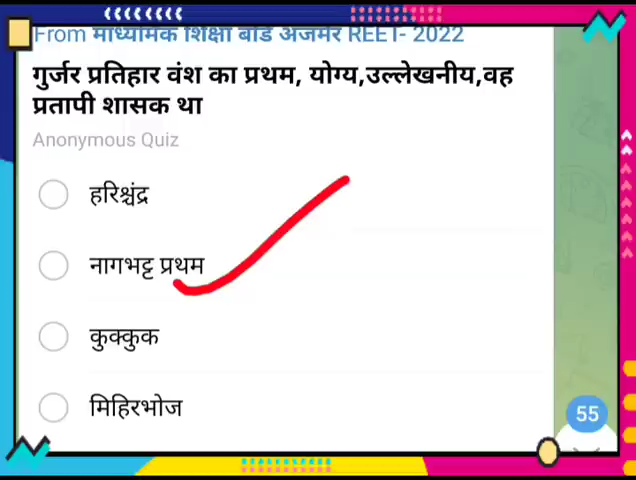 From माध्यमिक शिक्षा बोर्ड अजमेर REET- 2022
गुर्जर प्रतिहार वंश का प्रथम, योग्य,उल्लेखनीय,वह
प्रतापी शासक था
Anonymous Quiz
हरिश्चंद्र
नागभट्ट प्रथम
कुक्कुक
मिहिरभोज
55